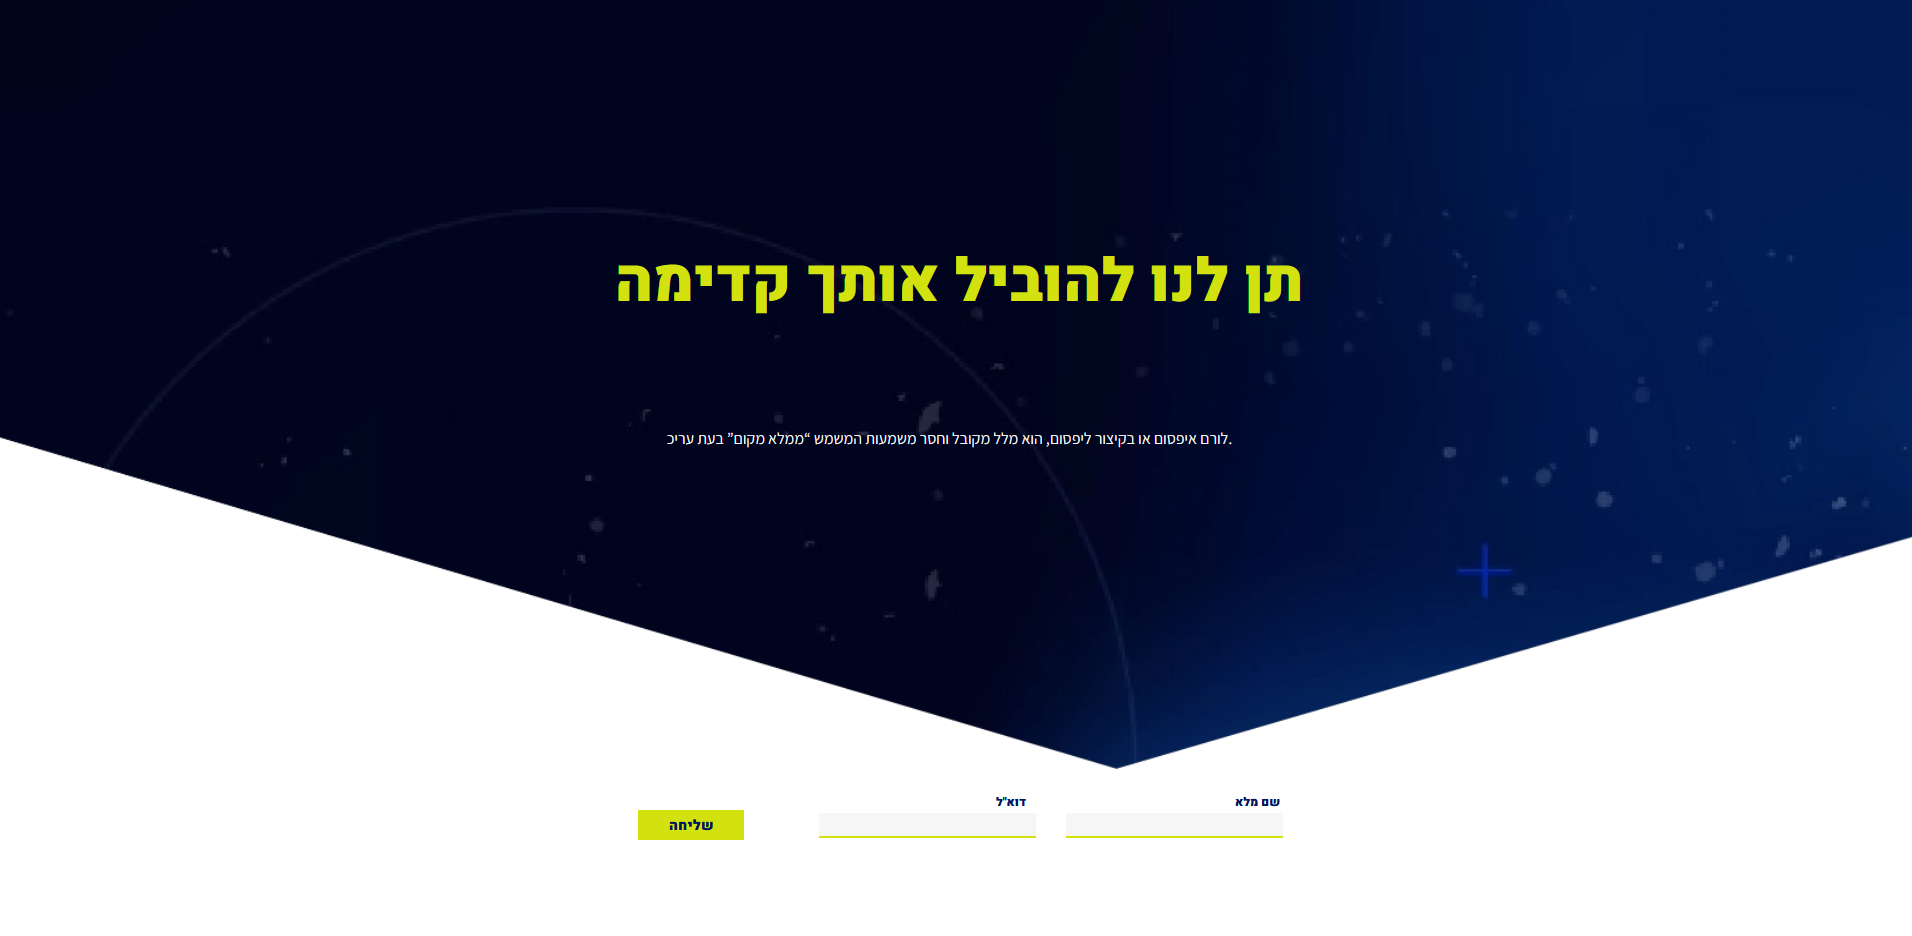 תן לנו להוביל אותך קדימה
לורם איפסום או בקיצור ליפסום, הוא מלל מקובל וחסר משמעות המשמש “ממלא מקום” בעת עריכ.
שם מלא
דוא"ל
שליחה